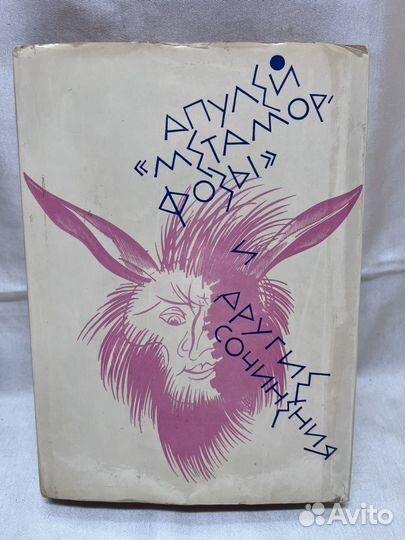 АПУЛЕЙ
«МЕТАМОР-
ФОЗЫ»
И
ДРУГИЕ
СОЧИНЕНИЯ
Avito